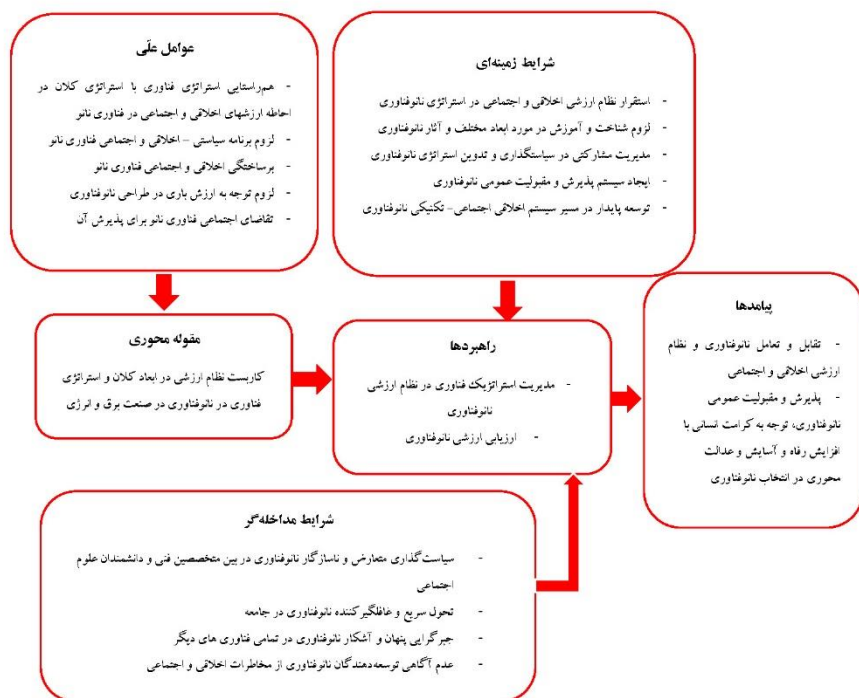 عوامل علّی
- هم‌راستایی استراتژی فناوری با استراتژی کلان در
احاطه ارزشهای اخلاقی و اجتماعی در فناوری نانو
- لزوم برنامه سیاستی – اخلاقی و اجتماعی فناوری نانو
- برساختگی اخلاقی و اجتماعی فناوری نانو
- لزوم توجه به ارزش باری در طراحی نانوفناوری
- تقاضای اجتماعی فناوری نانو برای پذیرش آن
شرایط زمینه‌ای
- استقرار نظام ارزشی اخلاقی و اجتماعی در استراتژی نانوفناوری
- لزوم شناخت و آموزش در مورد ابعاد مختلف و آثار نانوفناوری
- مدیریت مشارکتی در سیاستگذاری و تدوین استراتژی نانوفناوری
- ایجاد سیستم پذیرش و مقبولیت عمومی نانوفناوری
- توسعه پایدار در مسیر سیستم اخلاقی اجتماعی- تکنیکی نانوفناوری
مقوله محوری
کاربست نظام ارزشی در ابعاد کلان و استراتژی
فناوری در نانوفناوری در صنعت برق و انرژی
راهبردها
- مدیریت استراتژیک فناوری در نظام ارزشی
نانوفناوری
- ارزیابی ارزشی نانوفناوری
پیامدها
- تقابل و تعامل نانوفناوری و نظام
ارزشی اخلاقی و اجتماعی
- پذیرش و مقبولیت عمومی
نانوفناوری، توجه به کرامت انسانی با
افزایش رفاه و آسایش و عدالت
محوری در انتخاب نانوفناوری
شرایط مداخله‌گر
- سیاست‌گذاری متعارض و ناسازگار نانوفناوری در بین متخصصین فنی و دانشمندان علوم
اجتماعی
- تحول سریع و غافلگیرکننده نانوفناوری در جامعه
- جبرگرایی پنهان و آشکار نانوفناوری در تمامی فناوری های دیگر
- عدم آگاهی توسعه‌دهندگان نانوفناوری از مخاطرات اخلاقی و اجتماعی